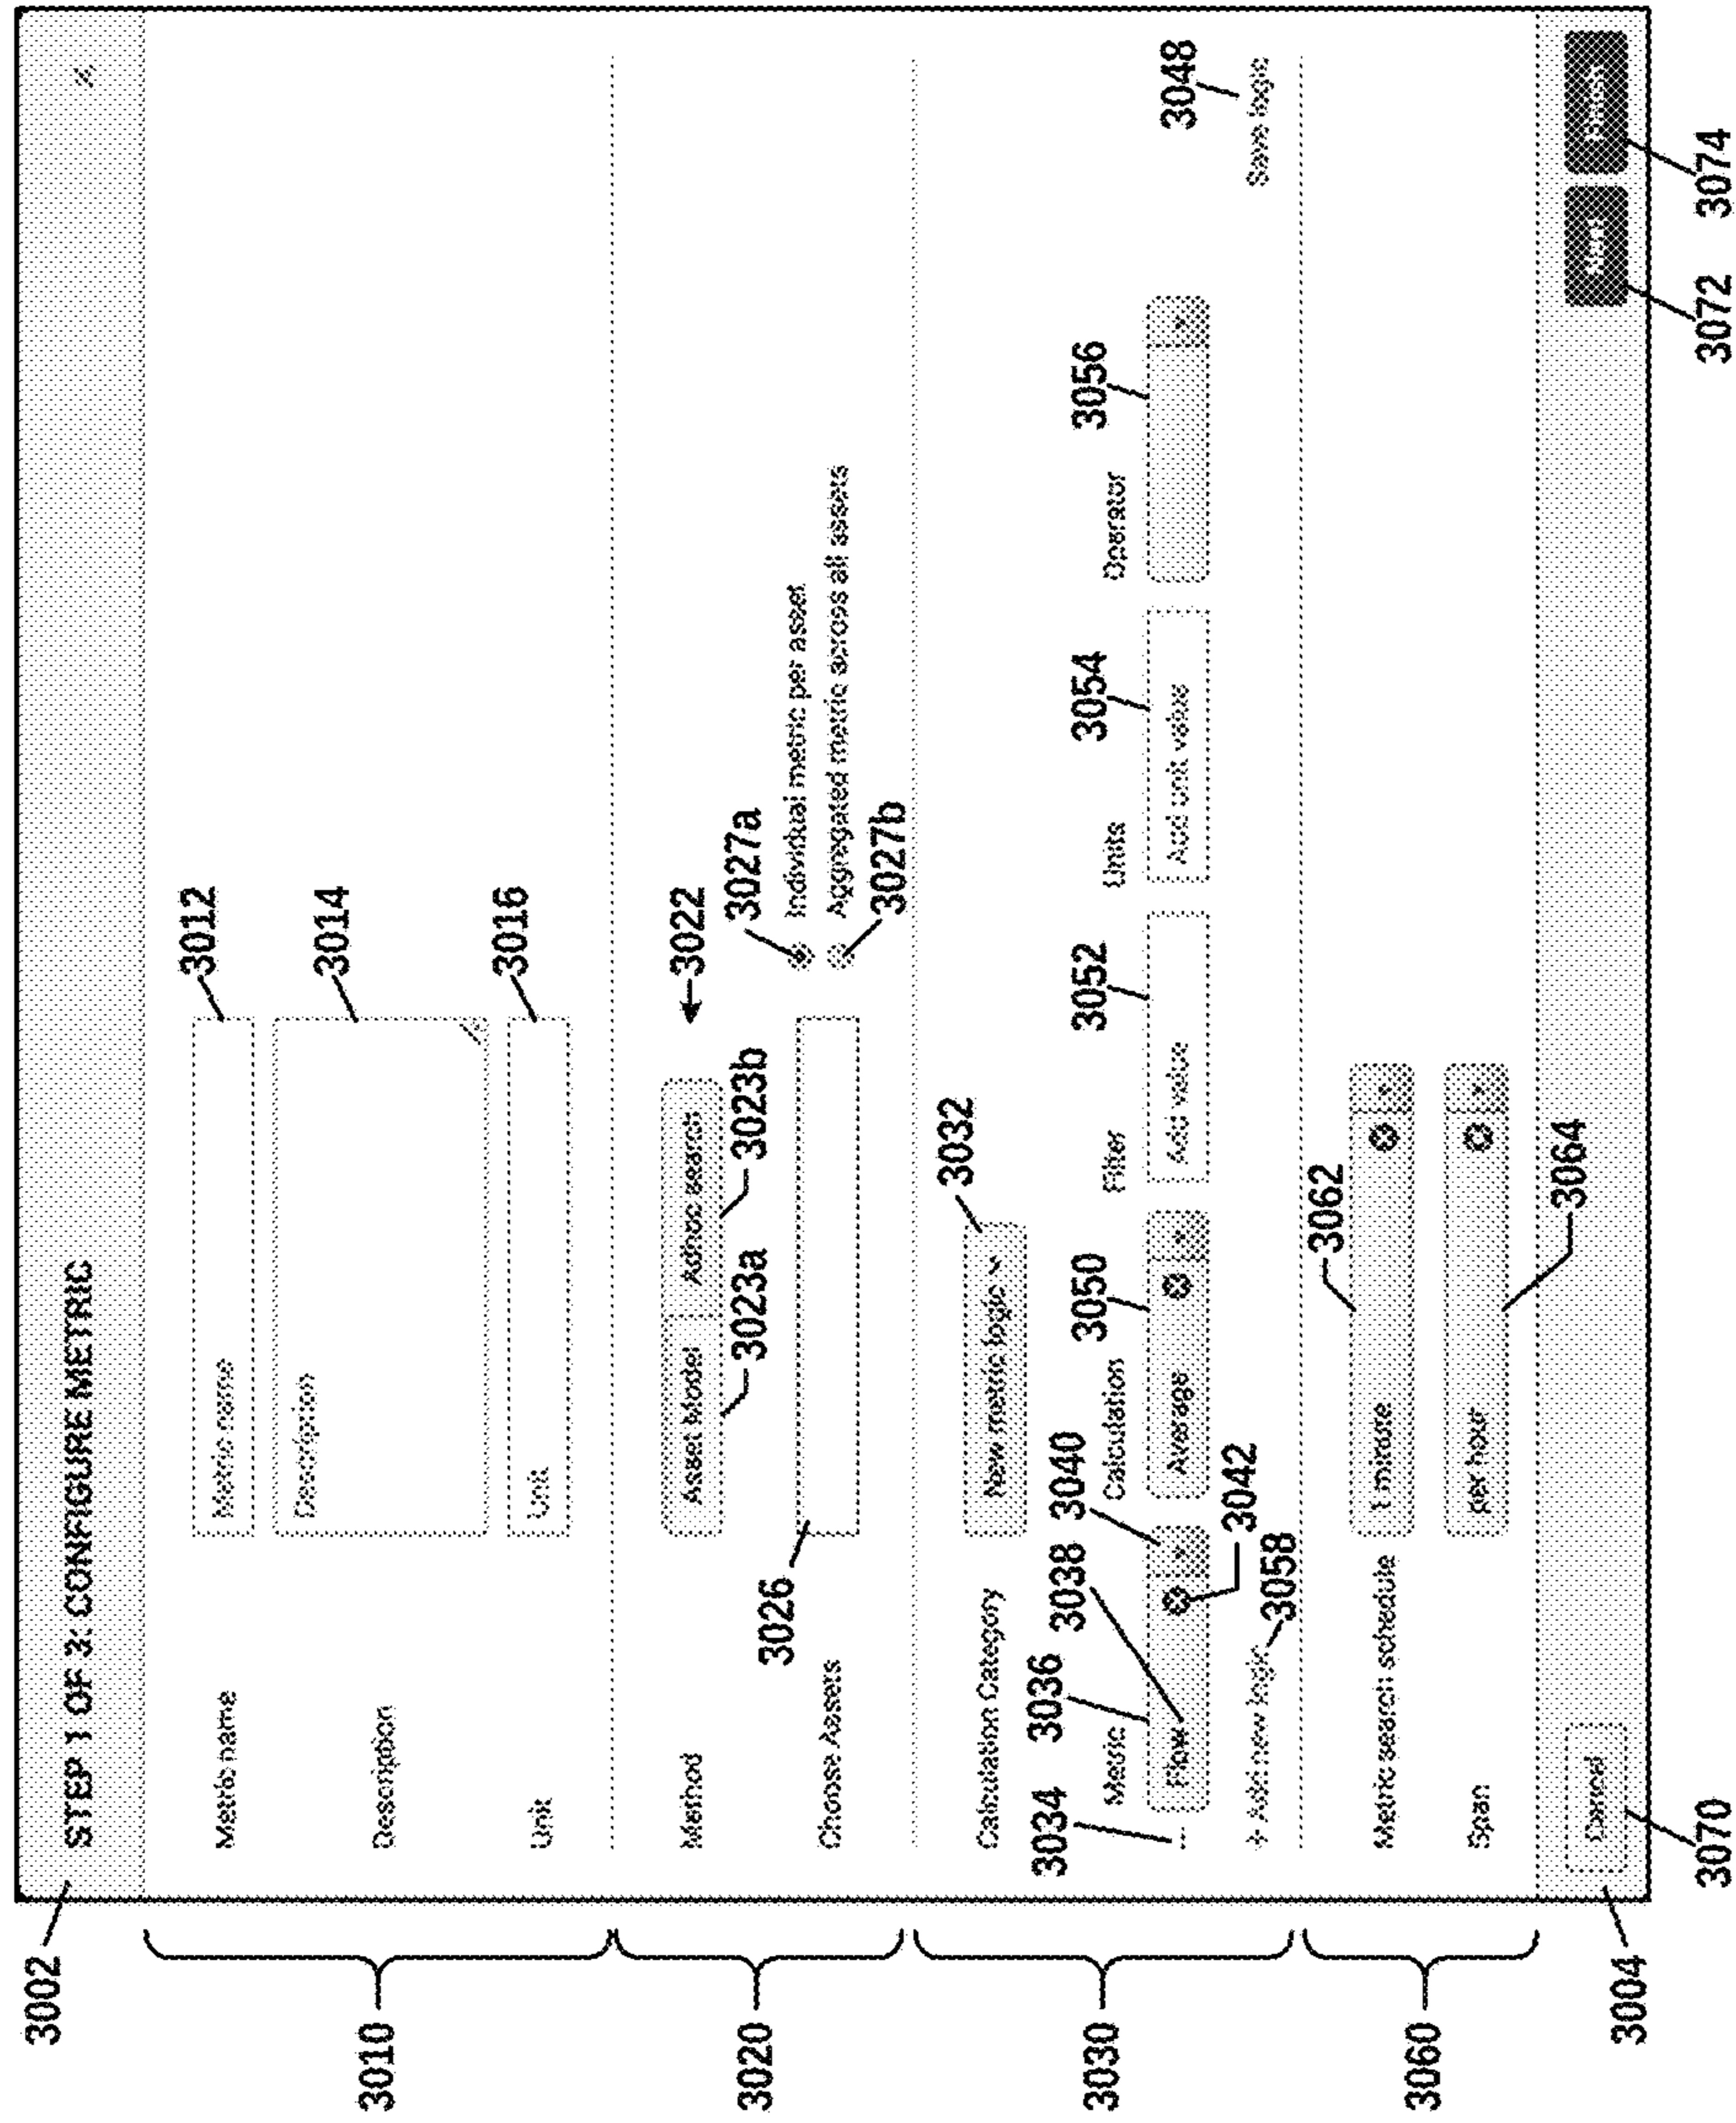 3002
STEP 1 OF 3: CONFIGURE METRIC
3010
Metric name
Metric name
3012
Description
Description
3014
Unit
Unit
3016
3020
Method
Asset Model
Adhoc search
3022
3023a
3023b
3027a
Choose Assets
3026
Individual metric per asset
Aggregated metric across all assets
3027b
3030
Calculation Category
New metric logic
3032
3034
3036
3038
3040
3050
3052
3054
3056
Metric
Calculation
Filter
Units
Operator
Flow
Average
Add value
Add unit value
3042
3048
+ Add new logic
3058
Save logic
3060
Metric search schedule
1 minute
3062
Span
per hour
3064
3004
Cancel
Next
3070
3072
3074